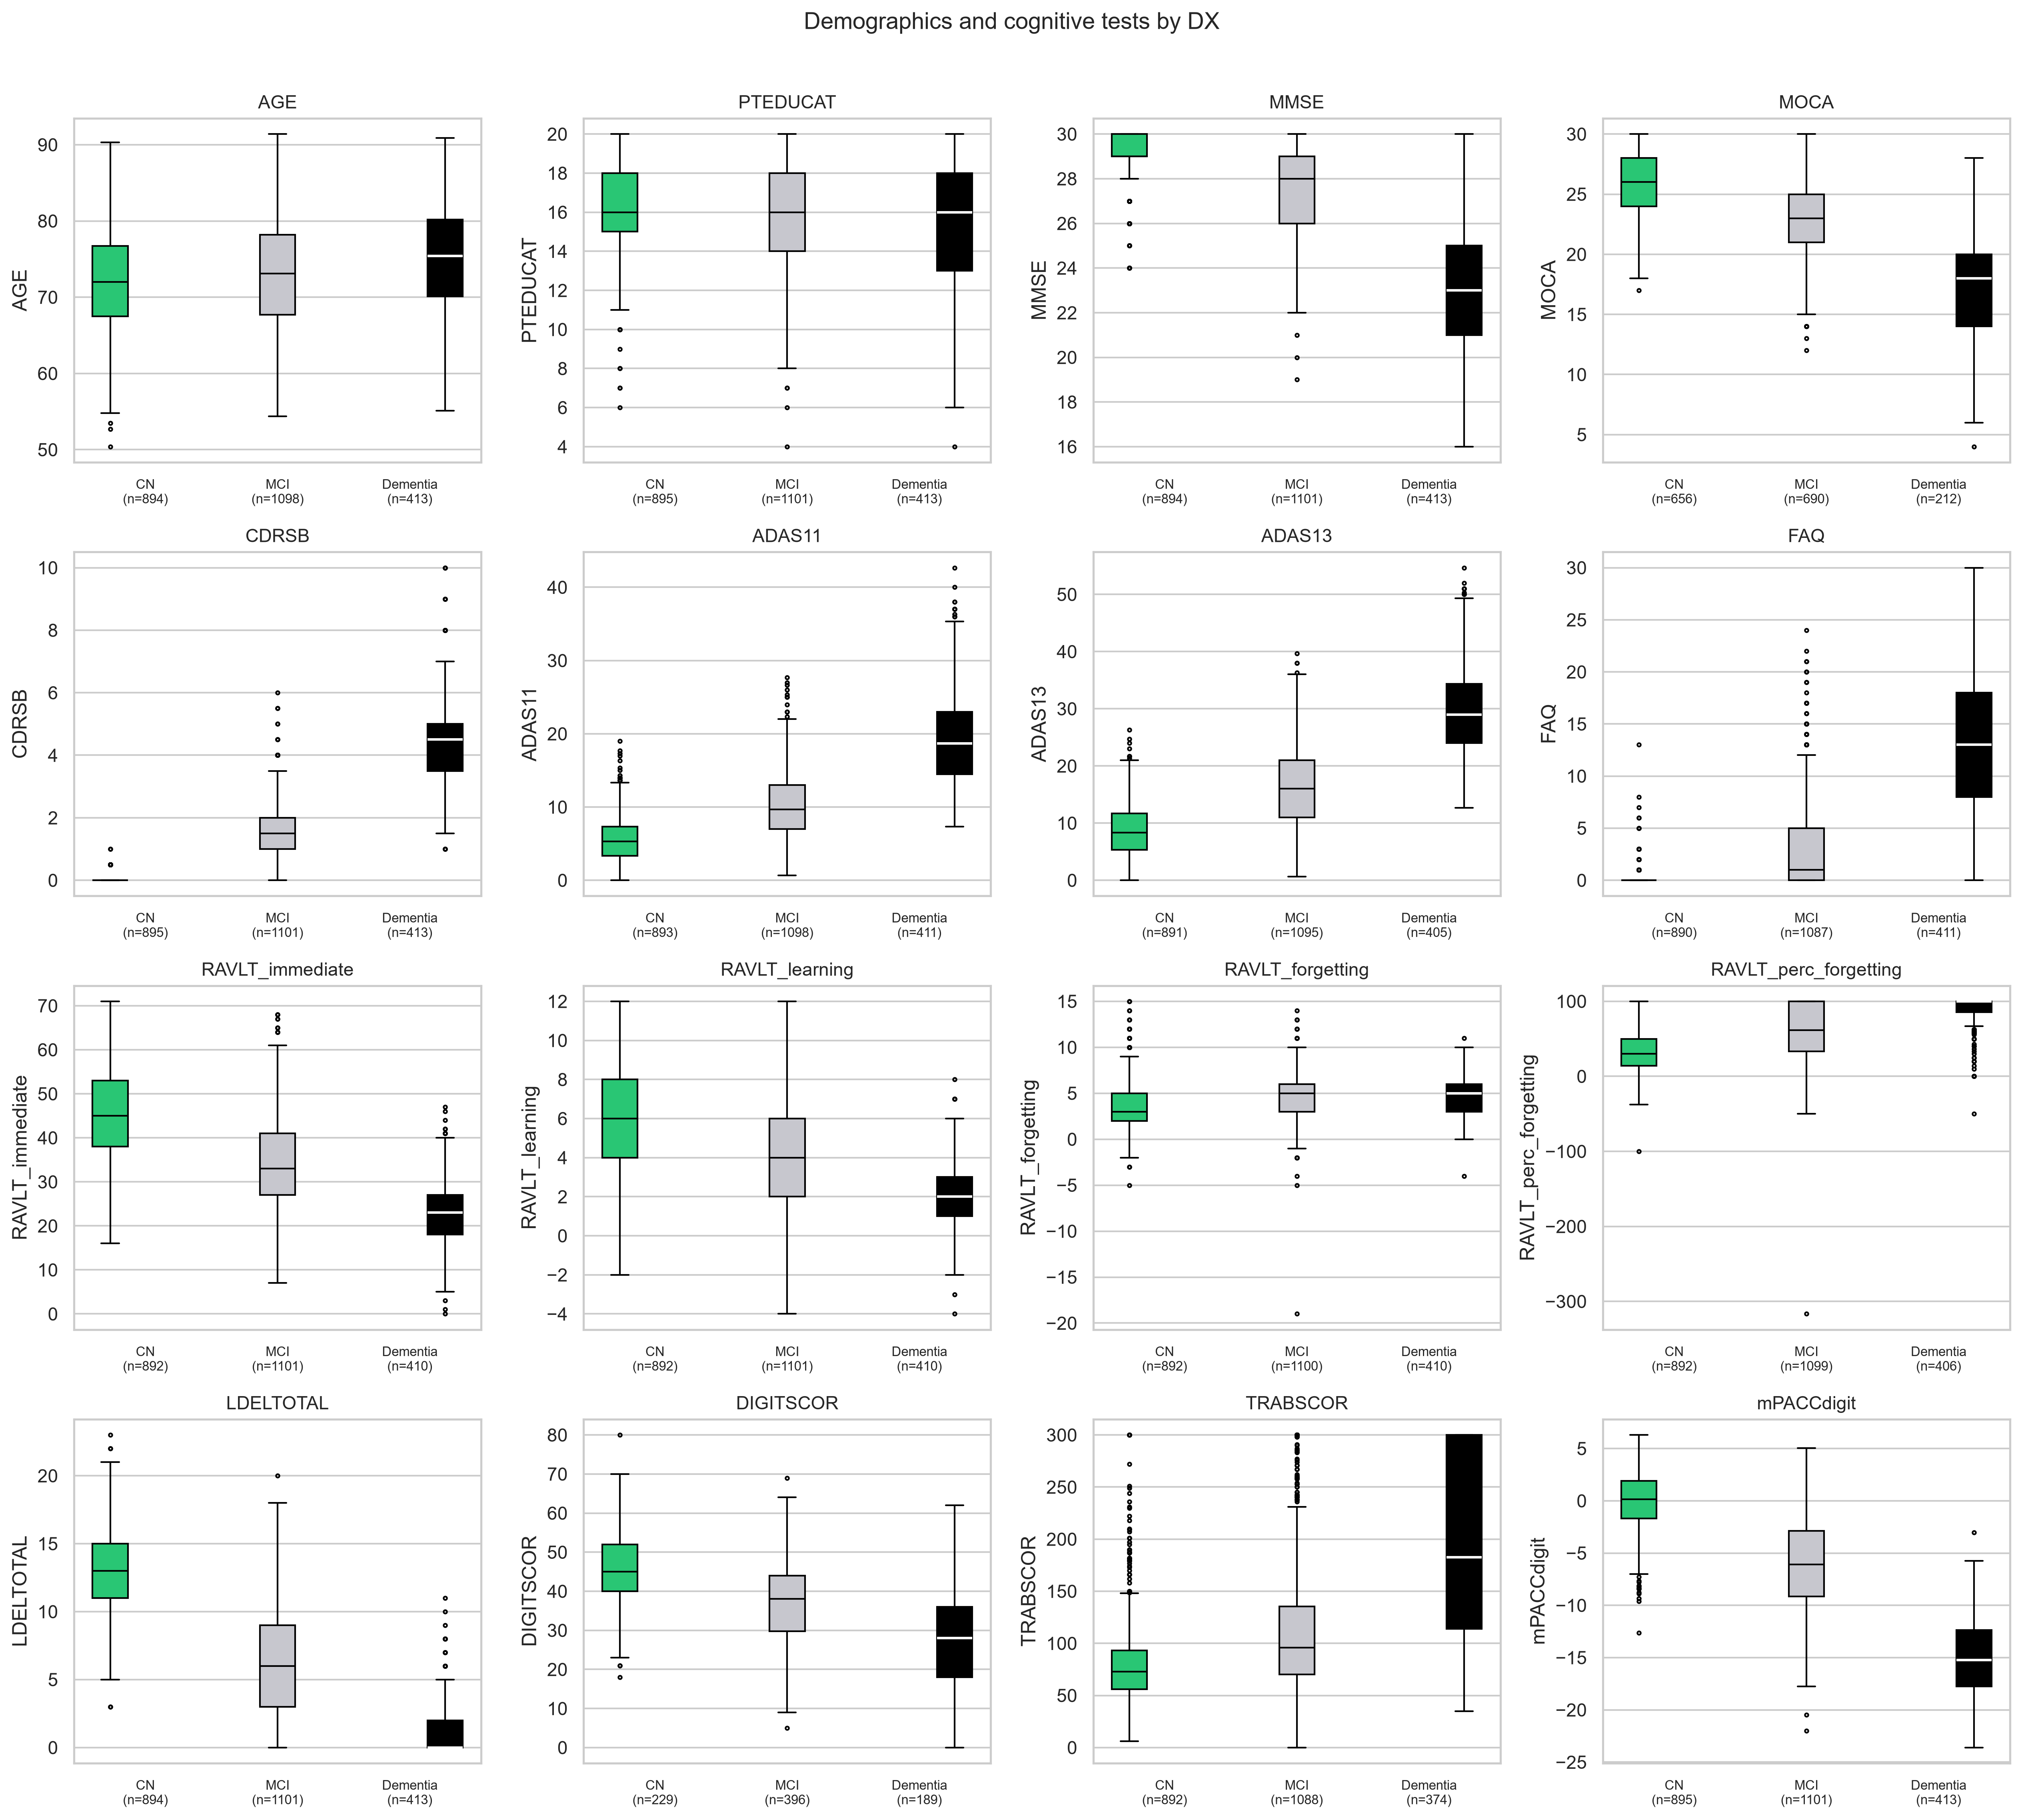 Demographics and cognitive tests by DX
AGE
90
80
70
60
50
AGE
CN
(n=894)
MCI
(n=1098)
Dementia
(n=413)
PTEDUCAT
20
18
16
14
12
10
8
6
4
PTEDUCAT
CN
(n=895)
MCI
(n=1101)
Dementia
(n=413)
MMSE
30
28
26
24
22
20
18
16
MMSE
CN
(n=894)
MCI
(n=1101)
Dementia
(n=413)
MOCA
30
25
20
15
10
5
MOCA
CN
(n=656)
MCI
(n=690)
Dementia
(n=212)
CDRSB
10
8
6
4
2
0
CDRSB
CN
(n=895)
MCI
(n=1101)
Dementia
(n=413)
ADAS11
40
30
20
10
0
ADAS11
CN
(n=893)
MCI
(n=1098)
Dementia
(n=411)
ADAS13
50
40
30
20
10
0
ADAS13
CN
(n=891)
MCI
(n=1095)
Dementia
(n=405)
FAQ
30
25
20
15
10
5
0
FAQ
CN
(n=890)
MCI
(n=1087)
Dementia
(n=411)
RAVLT_immediate
70
60
50
40
30
20
10
0
RAVLT_immediate
CN
(n=892)
MCI
(n=1101)
Dementia
(n=410)
RAVLT_learning
12
10
8
6
4
2
0
−2
−4
RAVLT_learning
CN
(n=892)
MCI
(n=1101)
Dementia
(n=410)
RAVLT_forgetting
15
10
5
0
−5
−10
−15
−20
RAVLT_forgetting
CN
(n=892)
MCI
(n=1100)
Dementia
(n=410)
RAVLT_perc_forgetting
100
0
−100
−200
−300
RAVLT_perc_forgetting
CN
(n=892)
MCI
(n=1099)
Dementia
(n=406)
LDELTOTAL
20
15
10
5
0
LDELTOTAL
CN
(n=894)
MCI
(n=1101)
Dementia
(n=413)
DIGITSCOR
80
70
60
50
40
30
20
10
0
DIGITSCOR
CN
(n=229)
MCI
(n=396)
Dementia
(n=189)
TRABSCOR
300
250
200
150
100
50
0
TRABSCOR
CN
(n=892)
MCI
(n=1088)
Dementia
(n=374)
mPACCdigit
5
0
−5
−10
−15
−20
−25
mPACCdigit
CN
(n=895)
MCI
(n=1101)
Dementia
(n=413)